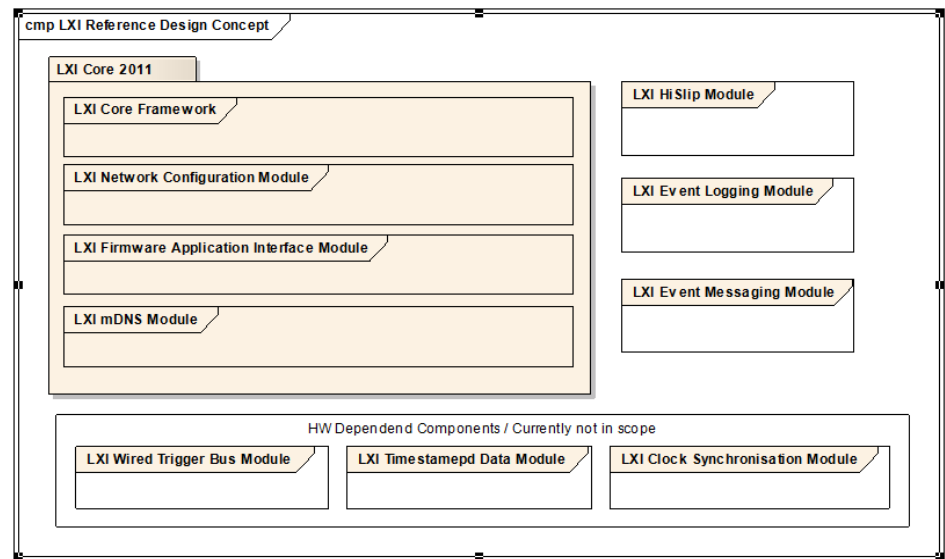 cmp LXI Reference Design Concept
LXI Core 2011
LXI Core Framework
LXI Network Configuration Module
LXI Firmware Application Interface Module
LXI mDNS Module
LXI HiSlip Module
LXI Event Logging Module
LXI Event Messaging Module
HW Dependend Components / Currently not in scope
LXI Wired Trigger Bus Module
LXI Timestamepd Data Module
LXI Clock Synchronisation Module